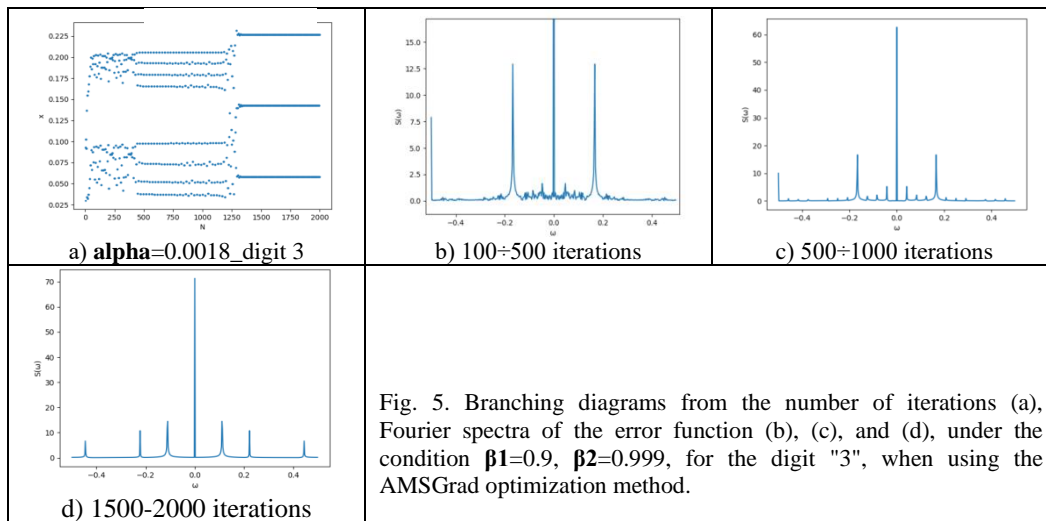 0.225
0.200
0.175
0.150
0.125
0.100
0.075
0.050
0.025
x
0 250 500 750 1000 1250 1500 1750 2000
N
a) alpha=0.0018_digit 3
15.0
12.5
10.0
7.5
5.0
2.5
0.0
S(ω)
−0.4 −0.2 0.0 0.2 0.4
ω
b) 100÷500 iterations
60
50
40
30
20
10
0
S(ω)
−0.4 −0.2 0.0 0.2 0.4
ω
c) 500÷1000 iterations
70
60
50
40
30
20
10
0
S(ω)
−0.4 −0.2 0.0 0.2 0.4
ω
d) 1500-2000 iterations
Fig. 5. Branching diagrams from the number of iterations (a),
Fourier spectra of the error function (b), (c), and (d), under the
condition β1=0.9, β2=0.999, for the digit "3", when using the
AMSGrad optimization method.